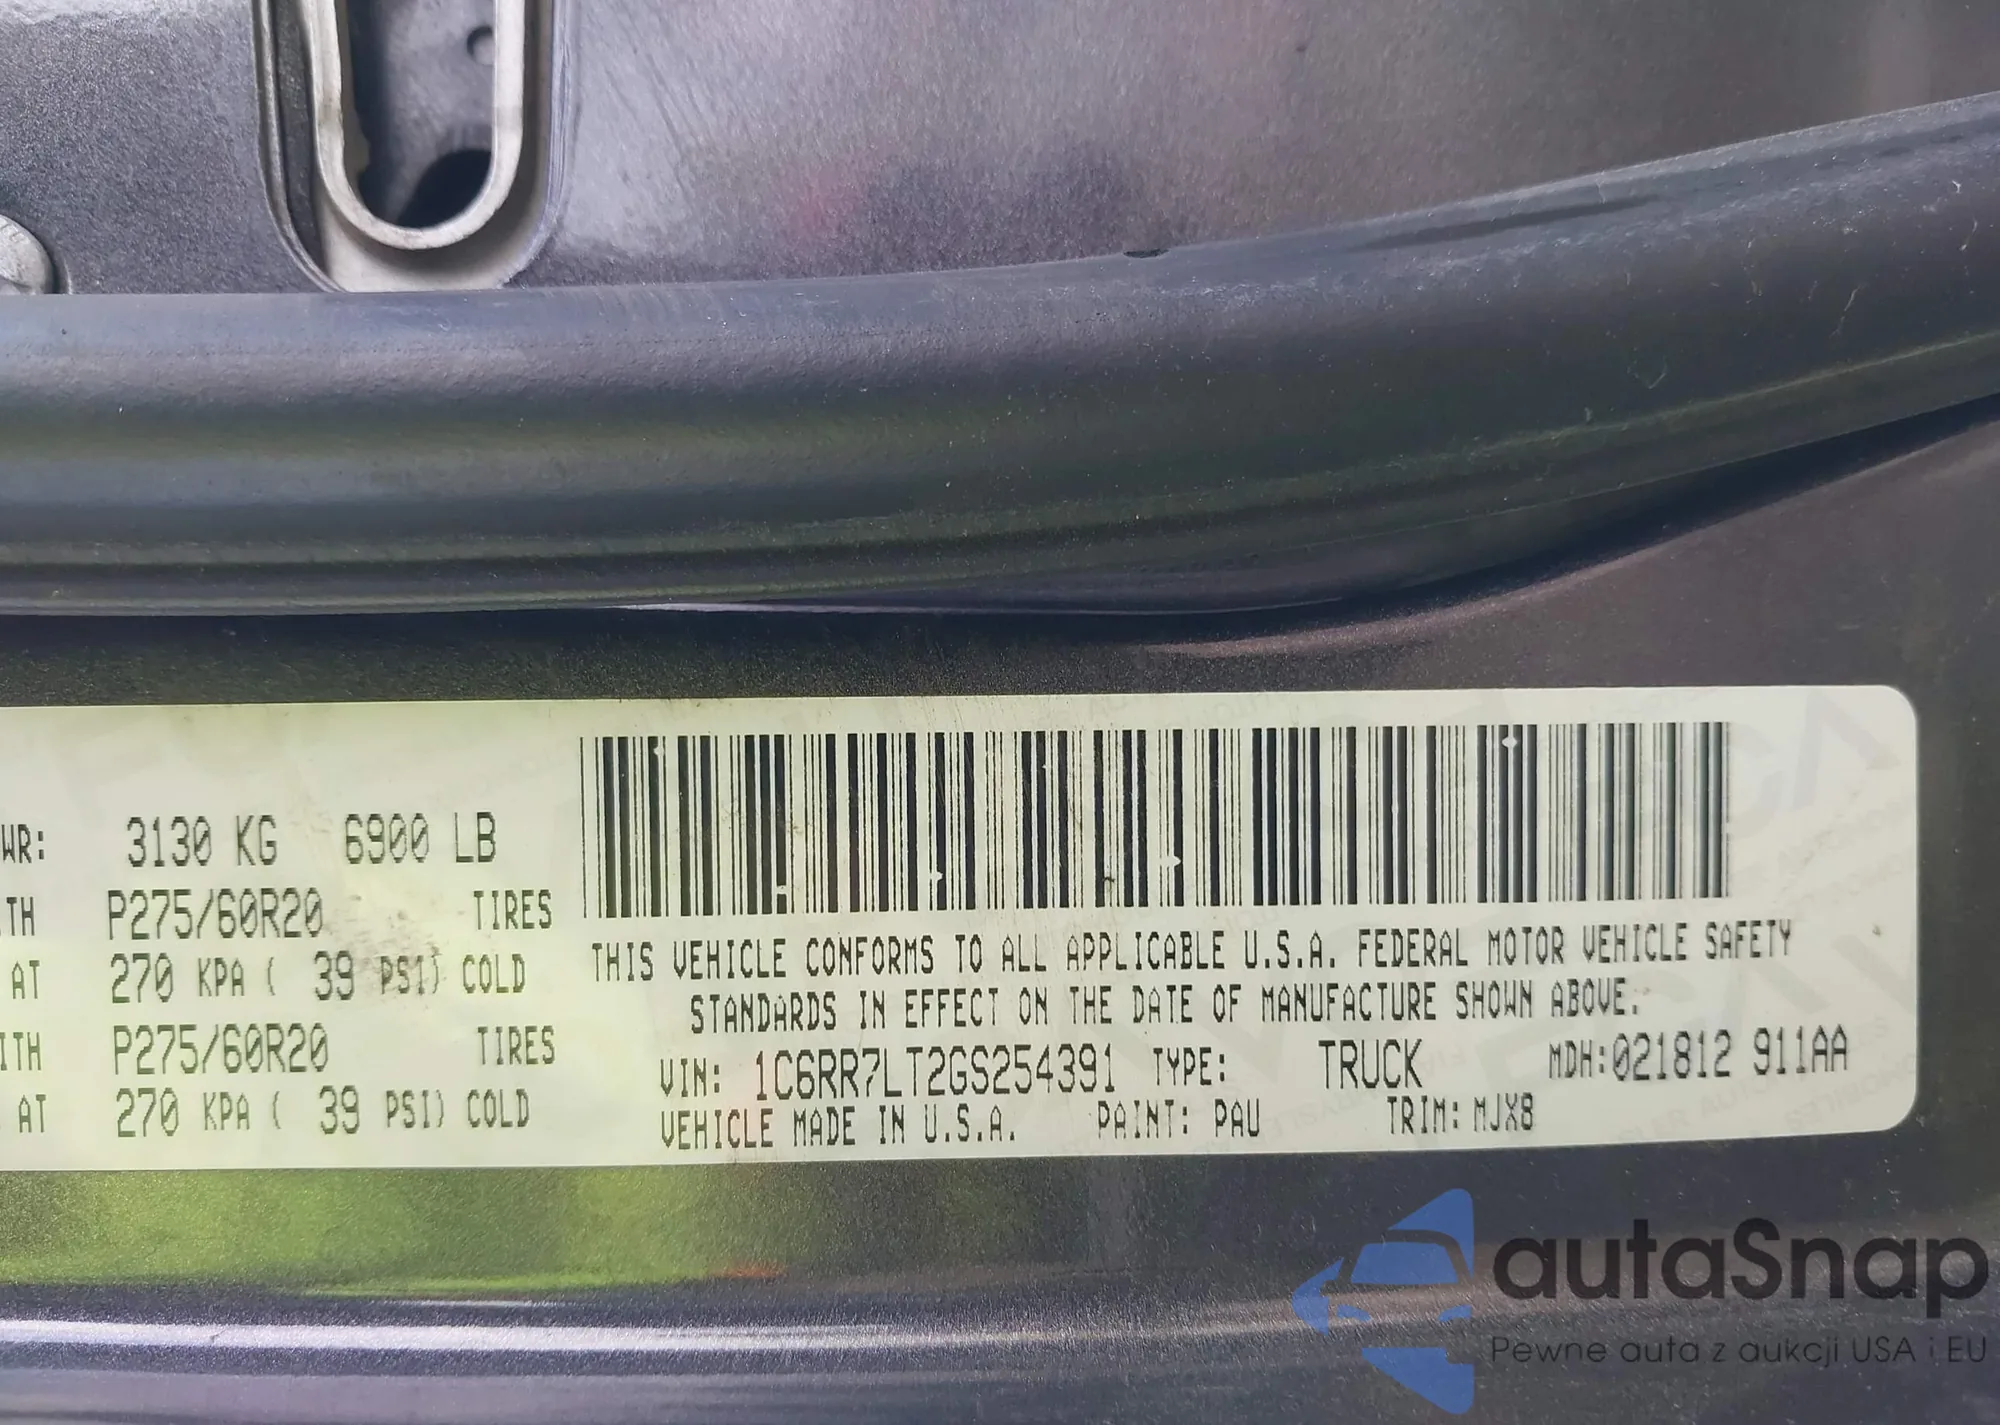 WR: 3130 KG 6900 LB
TH P275/60R20 TIRES
AT 270 KPA ( 39 PSI) COLD
ITH P275/60R20 TIRES
AT 270 KPA ( 39 PSI) COLD
THIS VEHICLE CONFORMS TO ALL APPLICABLE U.S.A. FEDERAL MOTOR VEHICLE SAFETY
STANDARDS IN EFFECT ON THE DATE OF MANUFACTURE SHOWN ABOVE.
VIN: 1C6RR7LT2GS254391 TYPE: TRUCK MDH:021812 911AA
VEHICLE MADE IN U.S.A. PAINT: PAU TRIM: MJX8
autaSnap
Pewne auta z aukcji USA i EU